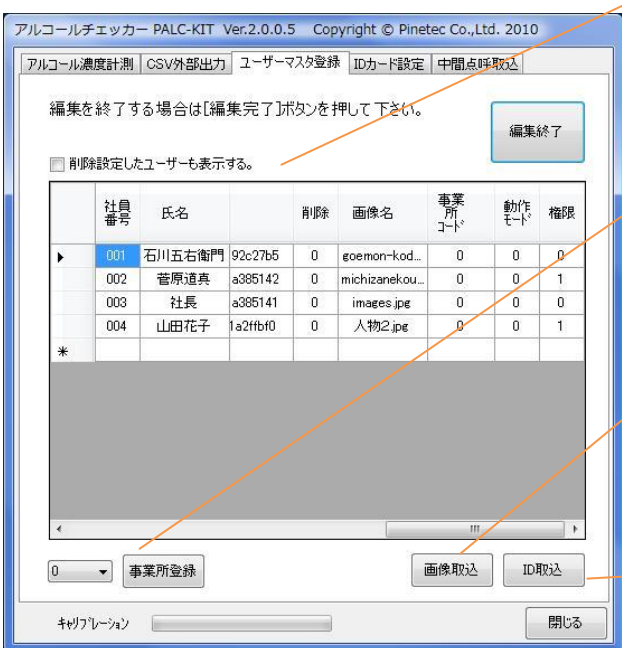 アルコールチェッカー PALC-KIT Ver.2.0.0.5 Copyright © Pinetec Co.,Ltd. 2010
アルコール濃度計測 CSV外部出力 ユーザーマスタ登録 IDカード設定 中間点呼取込
編集を終了する場合は[編集完了]ボタンを押して下さい。
編集終了
削除設定したユーザーも表示する。
社員番号 氏名 削除 画像名 事業所コード 動作モード 権限
001 石川五右衛門 92c27b5 0 goemon-kod... 0 0 0
002 菅原道真 a385142 0 michizanekou... 0 0 1
003 社長 a385141 0 images.jpg 0 0 0
004 山田花子 1a2ffbf0 0 人物2.jpg 0 0 1
0 事業所登録 画像取込 ID取込
キャリブレーション 閉じる